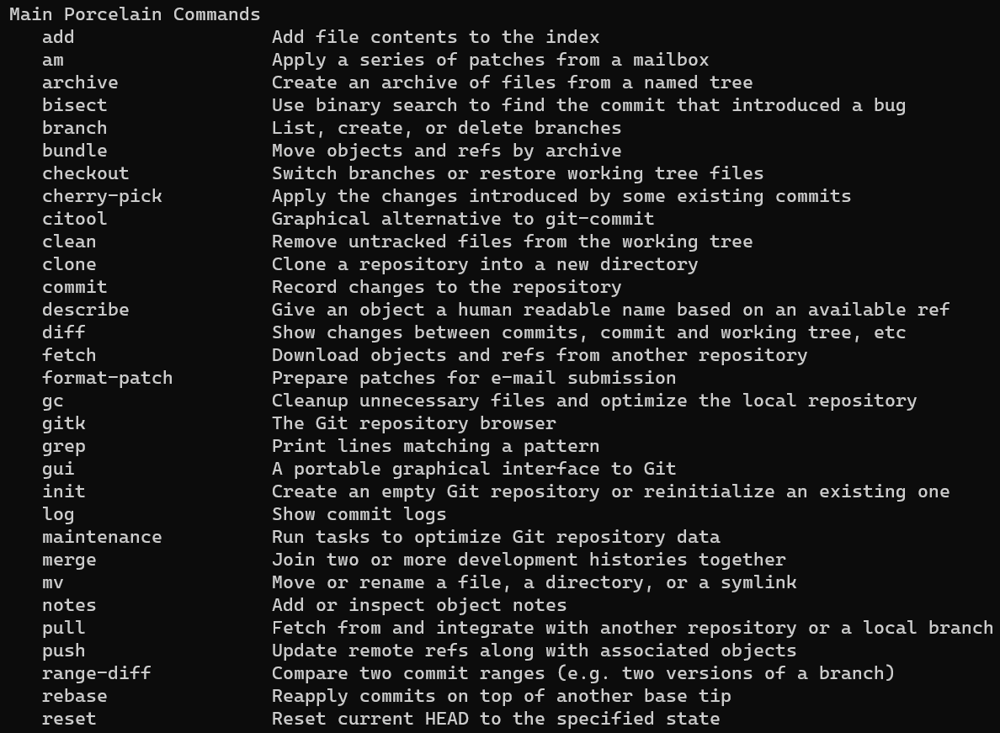 Main Porcelain Commands
   add                  Add file contents to the index
   am                   Apply a series of patches from a mailbox
   archive              Create an archive of files from a named tree
   bisect               Use binary search to find the commit that introduced a bug
   branch               List, create, or delete branches
   bundle               Move objects and refs by archive
   checkout             Switch branches or restore working tree files
   cherry-pick          Apply the changes introduced by some existing commits
   citool               Graphical alternative to git-commit
   clean                Remove untracked files from the working tree
   clone                Clone a repository into a new directory
   commit               Record changes to the repository
   describe             Give an object a human readable name based on an available ref
   diff                 Show changes between commits, commit and working tree, etc
   fetch                Download objects and refs from another repository
   format-patch         Prepare patches for e-mail submission
   gc                   Cleanup unnecessary files and optimize the local repository
   gitk                 The Git repository browser
   grep                 Print lines matching a pattern
   gui                  A portable graphical interface to Git
   init                 Create an empty Git repository or reinitialize an existing one
   log                  Show commit logs
   maintenance          Run tasks to optimize Git repository data
   merge                Join two or more development histories together
   mv                   Move or rename a file, a directory, or a symlink
   notes                Add or inspect object notes
   pull                 Fetch from and integrate with another repository or a local branch
   push                 Update remote refs along with associated objects
   range-diff           Compare two commit ranges (e.g. two versions of a branch)
   rebase               Reapply commits on top of another base tip
   reset                Reset current HEAD to the specified state